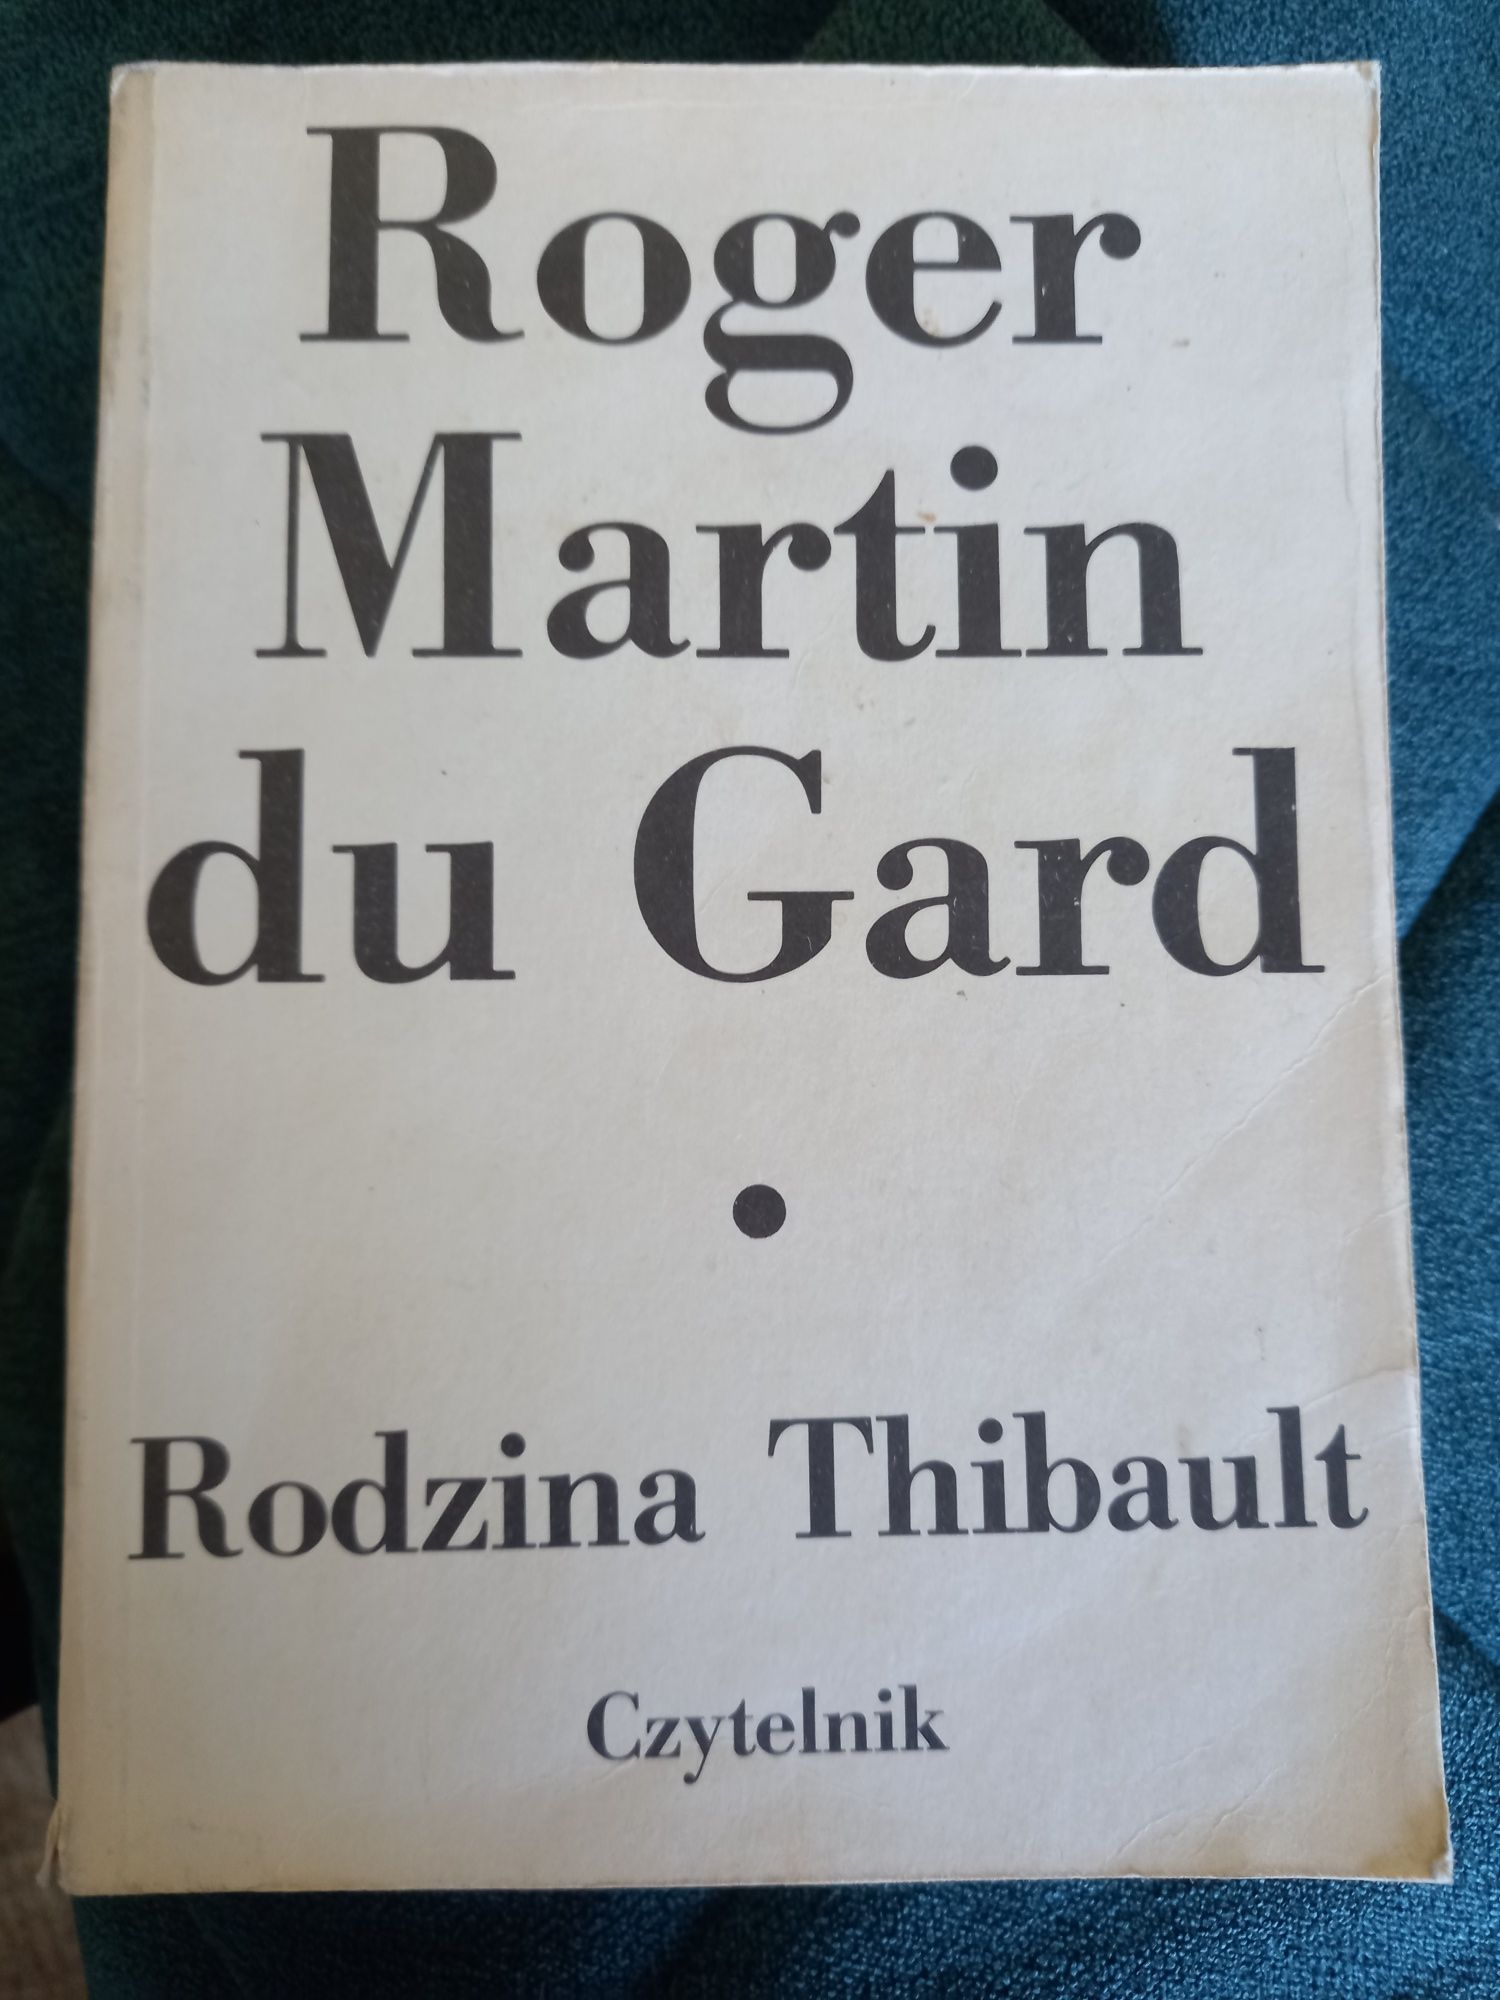 Roger
Martin
du Gard
•
Rodzina Thibault
Czytelnik